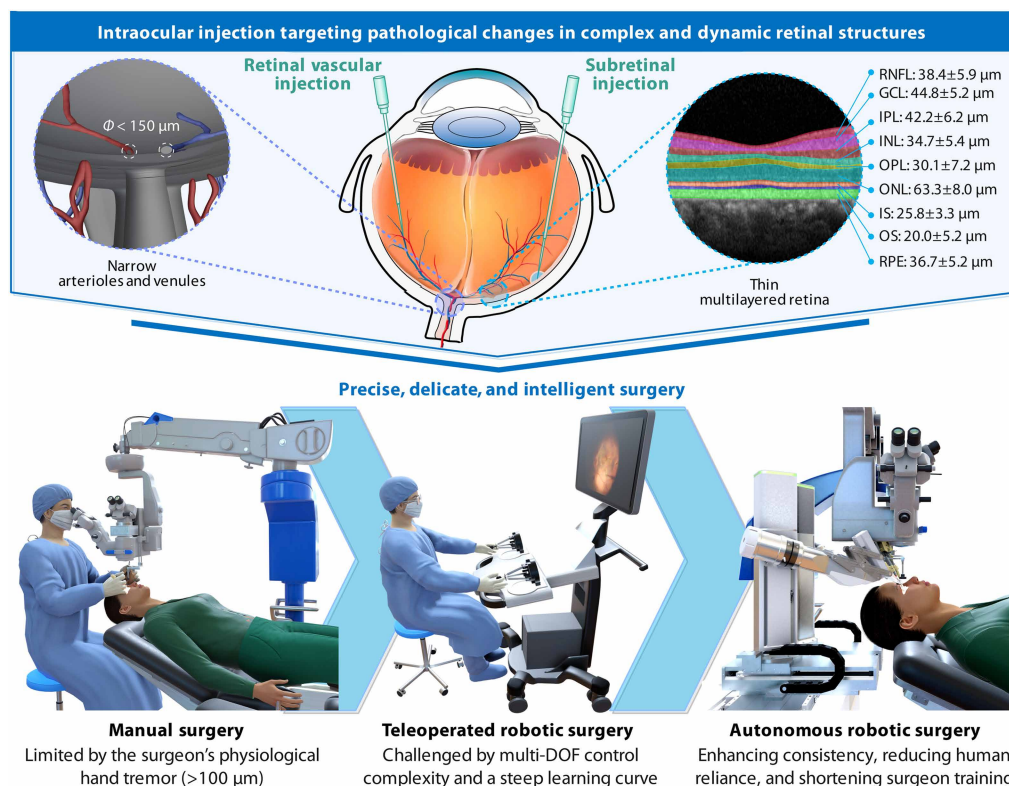 Intraocular injection targeting pathological changes in complex and dynamic retinal structures
Retinal vascular
injection
Subretinal
injection
Φ < 150 μm
Narrow
arterioles and venules
RNFL: 38.4±5.9 μm
GCL: 44.8±5.2 μm
IPL: 42.2±6.2 μm
INL: 34.7±5.4 μm
OPL: 30.1±7.2 μm
ONL: 63.3±8.0 μm
IS: 25.8±3.3 μm
OS: 20.0±5.2 μm
RPE: 36.7±5.2 μm
Thin
multilayered retina
Precise, delicate, and intelligent surgery
Manual surgery
Limited by the surgeon's physiological
hand tremor (>100 μm)
Teleoperated robotic surgery
Challenged by multi-DOF control
complexity and a steep learning curve
Autonomous robotic surgery
Enhancing consistency, reducing human
reliance, and shortening surgeon training